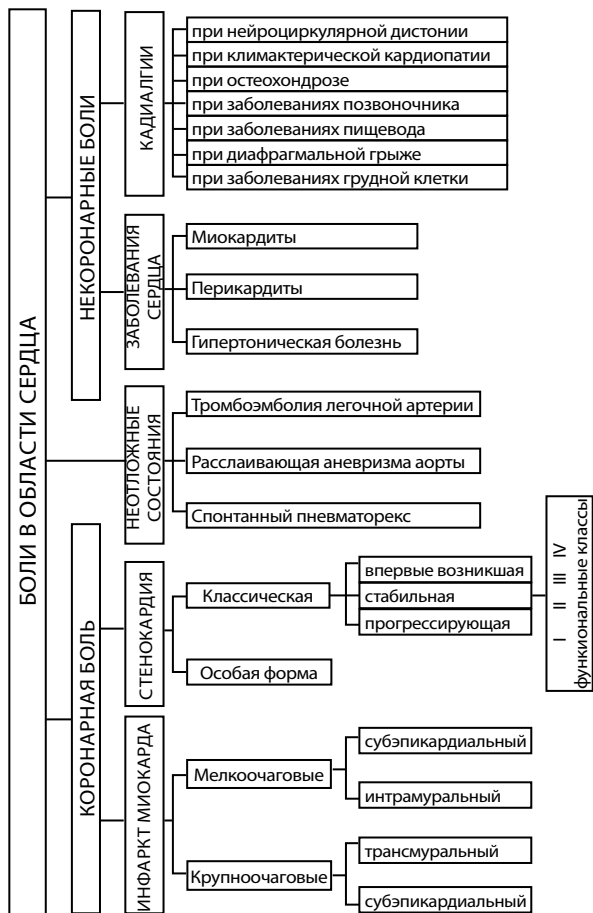 БОЛИ В ОБЛАСТИ СЕРДЦА
НЕКОРОНАРНЫЕ БОЛИ
КАДИАЛГИИ
при нейроциркулярной дистонии
при климактерической кардиопатии
при остеохондрозе
при заболеваниях позвоночника
при заболеваниях пищевода
при диафрагмальной грыже
при заболеваниях грудной клетки
ЗАБОЛЕВАНИЯ
СЕРДЦА
Миокардиты
Перикардиты
Гипертоническая болезнь
НЕОТЛОЖНЫЕ
СОСТОЯНИЯ
Тромбоэмболия легочной артерии
Расслаивающая аневризма аорты
Спонтанный пневматорекс
КОРОНАРНАЯ БОЛЬ
СТЕНОКАРДИЯ
Классическая
впервые возникшая
стабильная
прогрессирующая
I II III IV
функиональные классы
Особая форма
ИНФАРКТ МИОКАРДА
Мелкоочаговые
субэпикардиальный
интрамуральный
Крупноочаговые
трансмуральный
субэпикардиальный